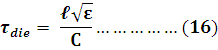 τ_die = ℓ√ε / C … … … … … (16)